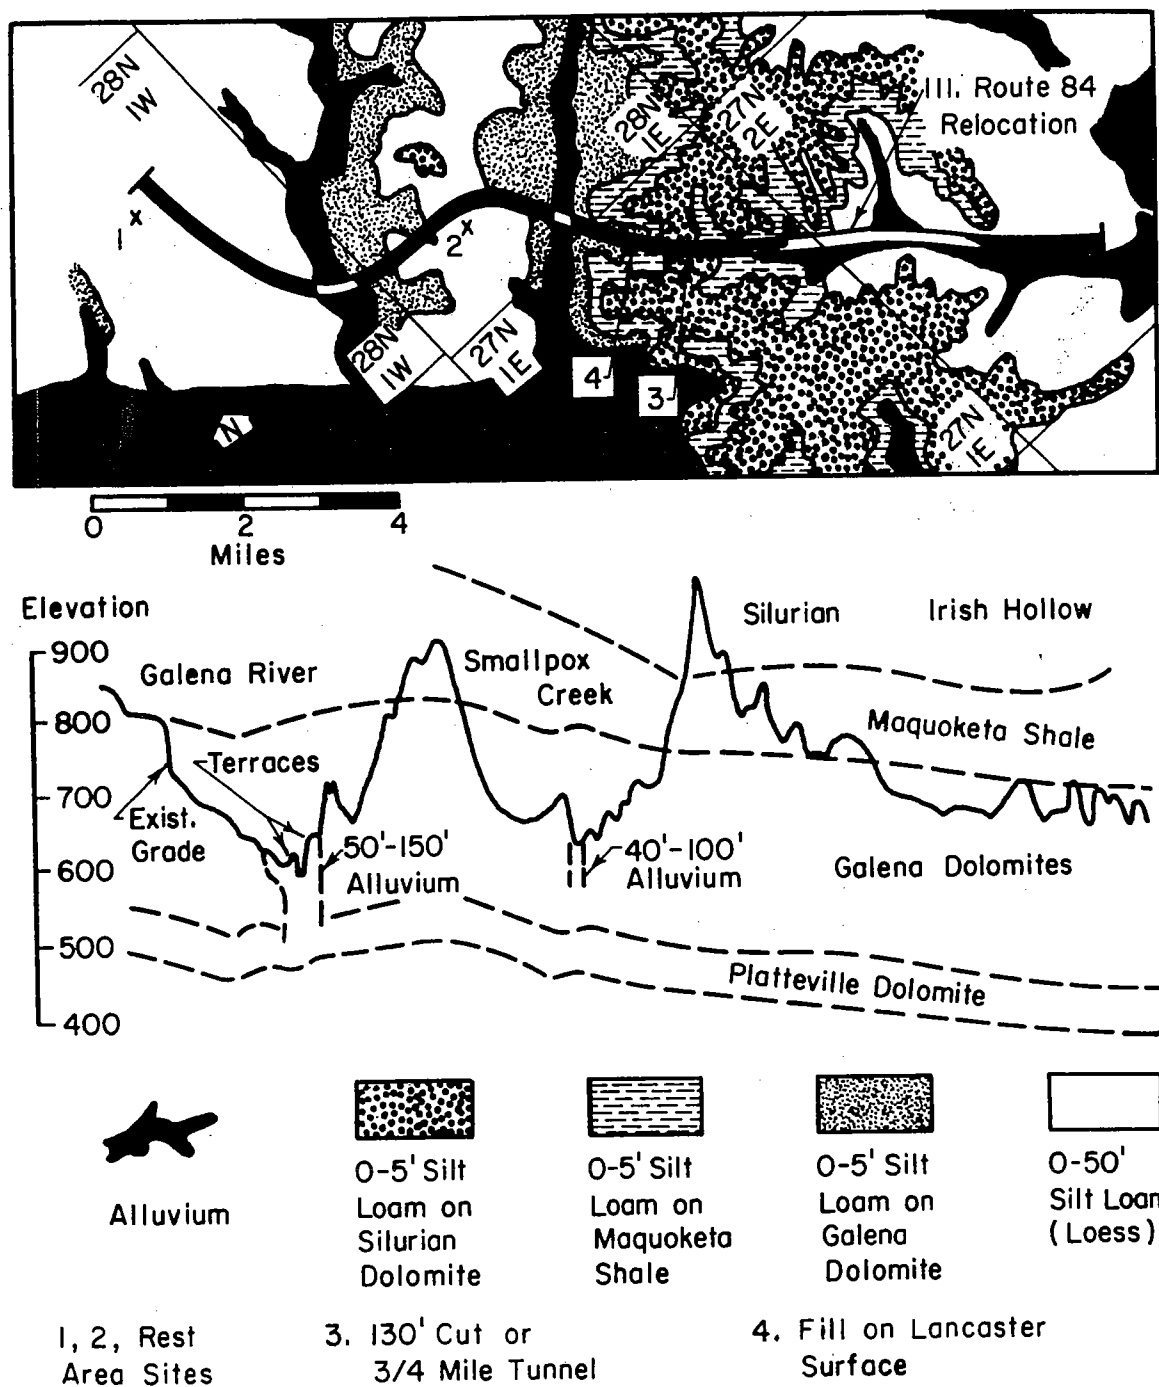 28N
1W
28N
1E
27N
2E
Ill. Route 84
Relocation
1 x
2 x
28N
1W
27N
1E
4
3
27N
1E
N
0 2 4
Miles
Elevation
900
800
700
600
500
400
Galena River
Smallpox
Creek
Silurian
Irish Hollow
Maquoketa Shale
Terraces
Exist.
Grade
50'-150'
Alluvium
40'-100'
Alluvium
Galena Dolomites
Platteville Dolomite
Alluvium
0-5' Silt
Loam on
Silurian
Dolomite
0-5' Silt
Loam on
Maquoketa
Shale
0-5' Silt
Loam on
Galena
Dolomite
0-50'
Silt Loam
(Loess)
1, 2, Rest
Area Sites
3. 130' Cut or
3/4 Mile Tunnel
4. Fill on Lancaster
Surface